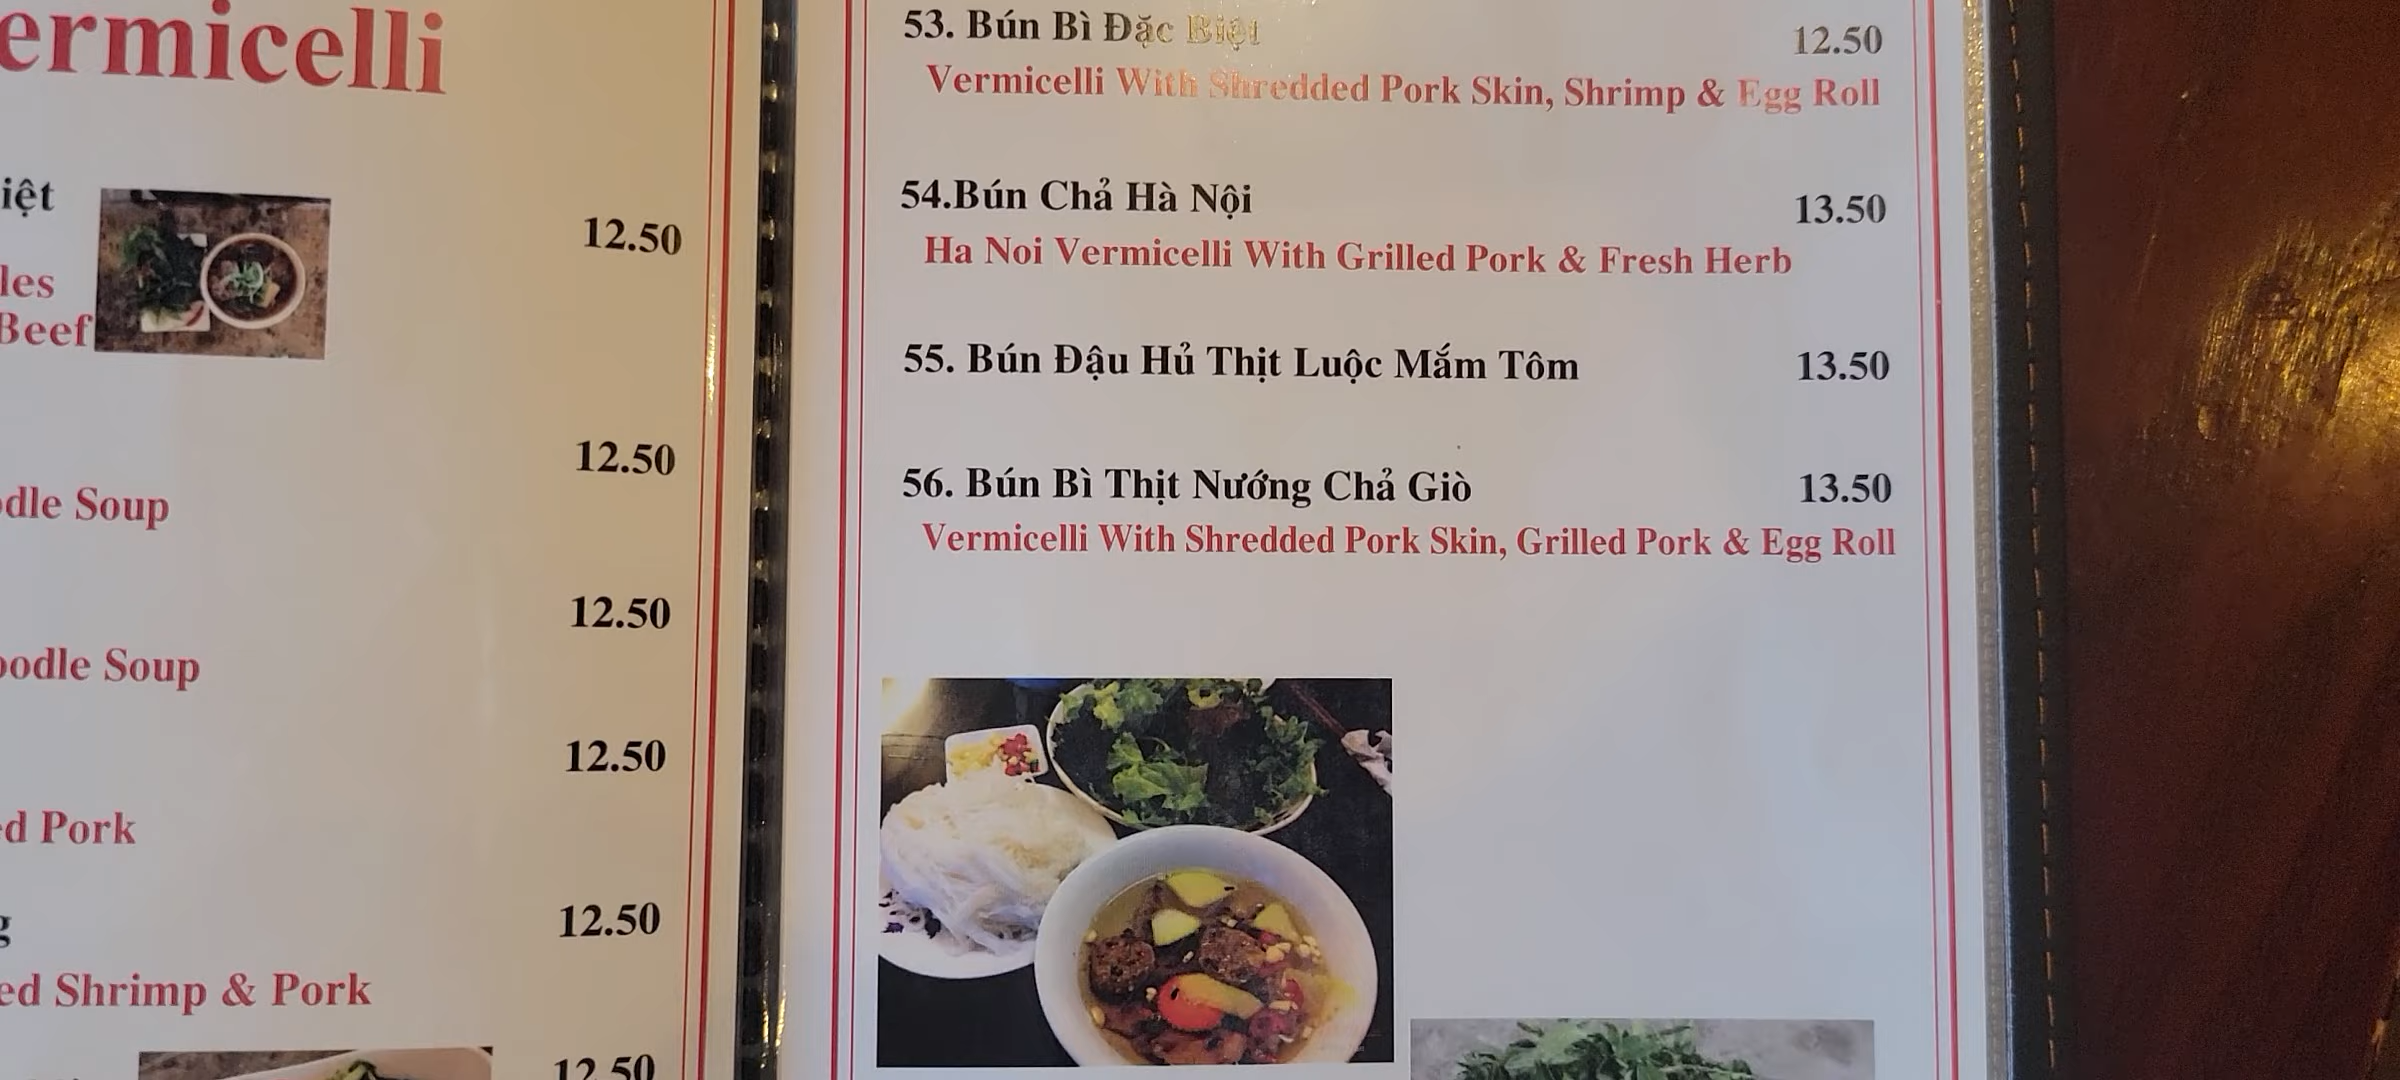 ermicelli
iệt
12.50
les
Beef
12.50
dle Soup
12.50
oodle Soup
12.50
ed Pork
12.50
g
ed Shrimp & Pork
12.50
53. Bún Bì Đặc Biệt 12.50
Vermicelli With Shredded Pork Skin, Shrimp & Egg Roll
54.Bún Chả Hà Nội 13.50
Ha Noi Vermicelli With Grilled Pork & Fresh Herb
55. Bún Đậu Hủ Thịt Luộc Mắm Tôm 13.50
56. Bún Bì Thịt Nướng Chả Giò 13.50
Vermicelli With Shredded Pork Skin, Grilled Pork & Egg Roll